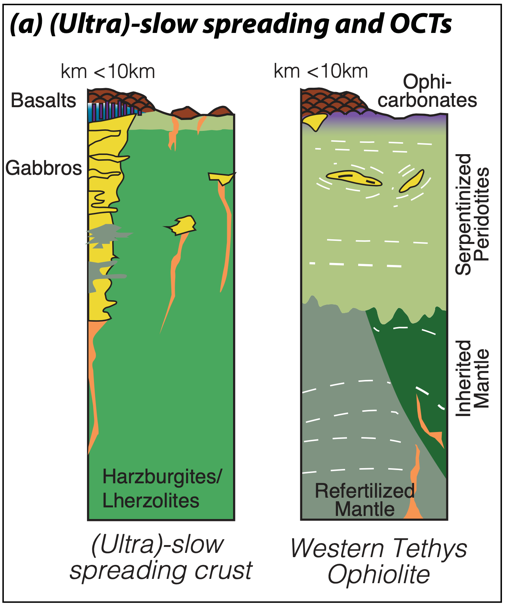 (a) (Ultra)-slow spreading and OCTs
km <10km
km <10km
Basalts
Gabbros
Harzburgites/
Lherzolites
Ophi-
carbonates
Serpentinized
Peridotites
Inherited
Mantle
Refertilized
Mantle
(Ultra)-slow
spreading crust
Western Tethys
Ophiolite